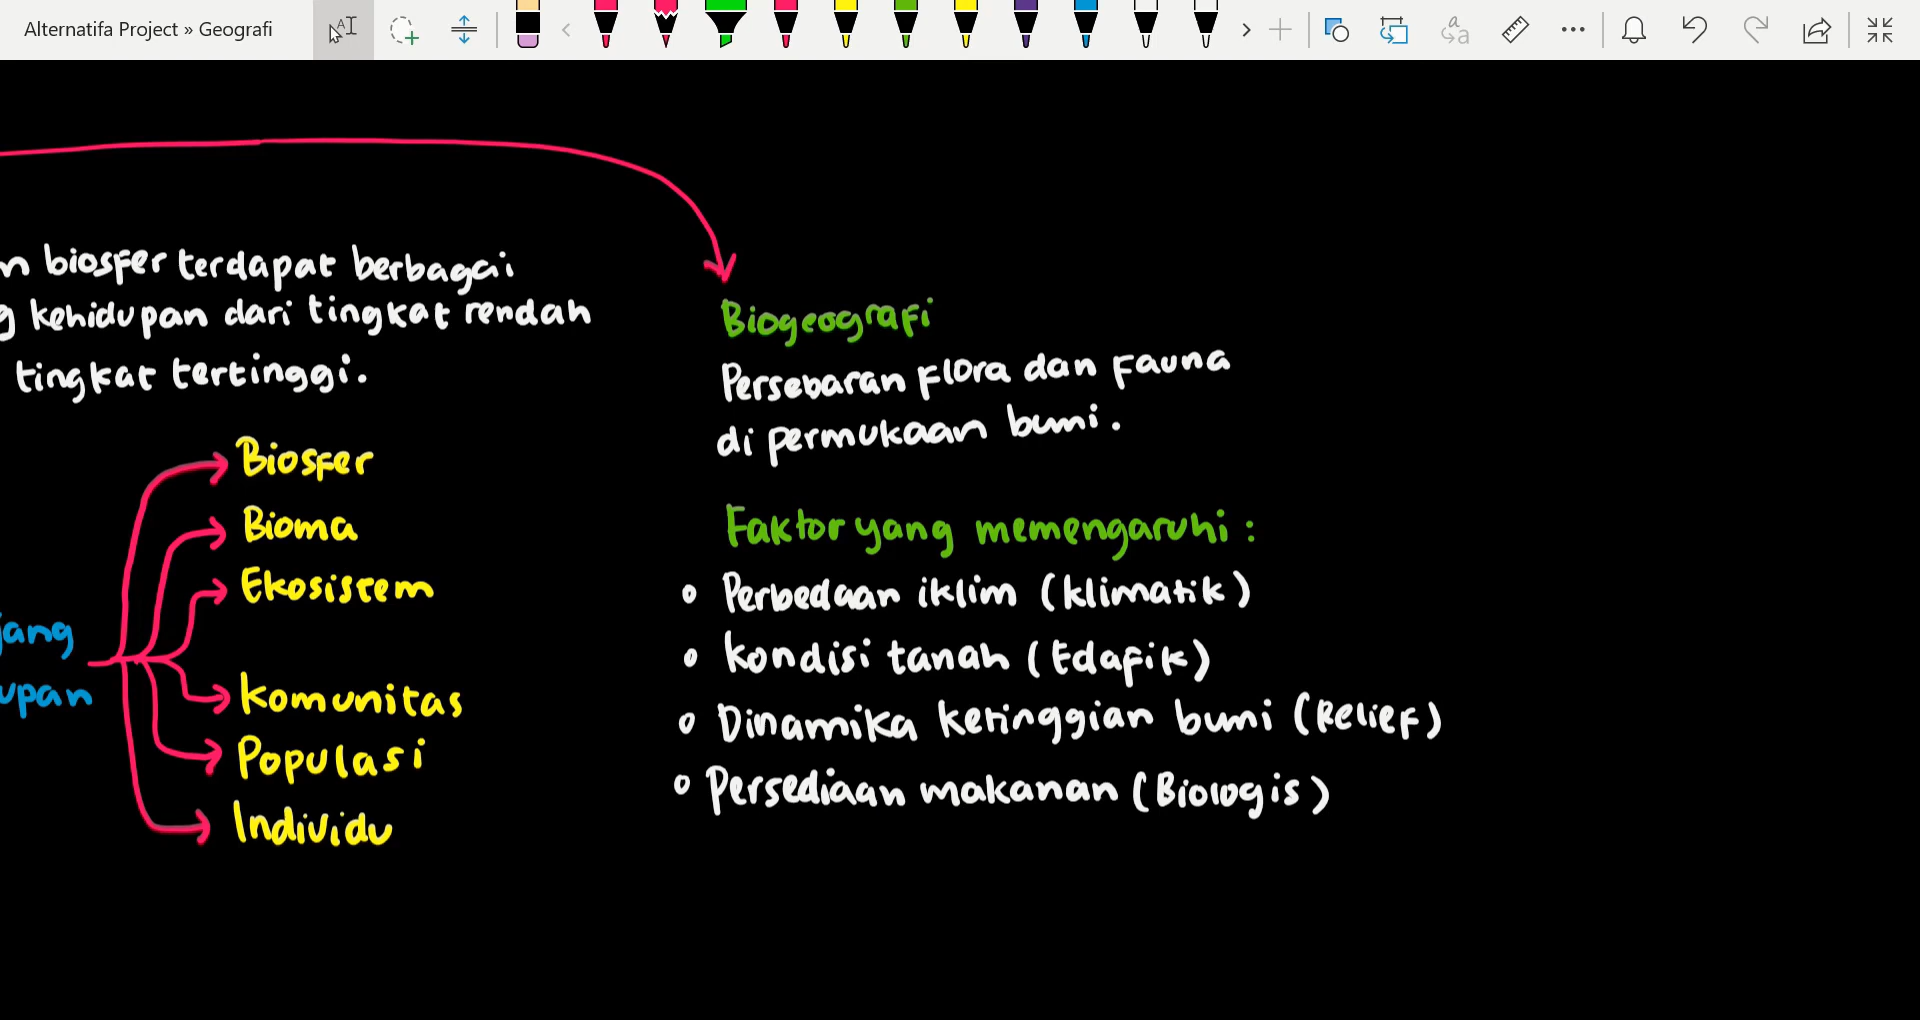 Alternatifa Project » Geografi
n biosfer terdapat berbagai
g kehidupan dari tingkat rendah
tingkat tertinggi.
Biosfer
Bioma
Ekosistem
jang
upan
Komunitas
Populasi
Individu
Biogeografi
Persebaran flora dan fauna
di permukaan bumi.
Faktor yang memengaruhi :
Perbedaan iklim (klimatik)
kondisi tanah (Edafik)
Dinamika ketinggian bumi (Relief)
Persediaan makanan (Biologis)